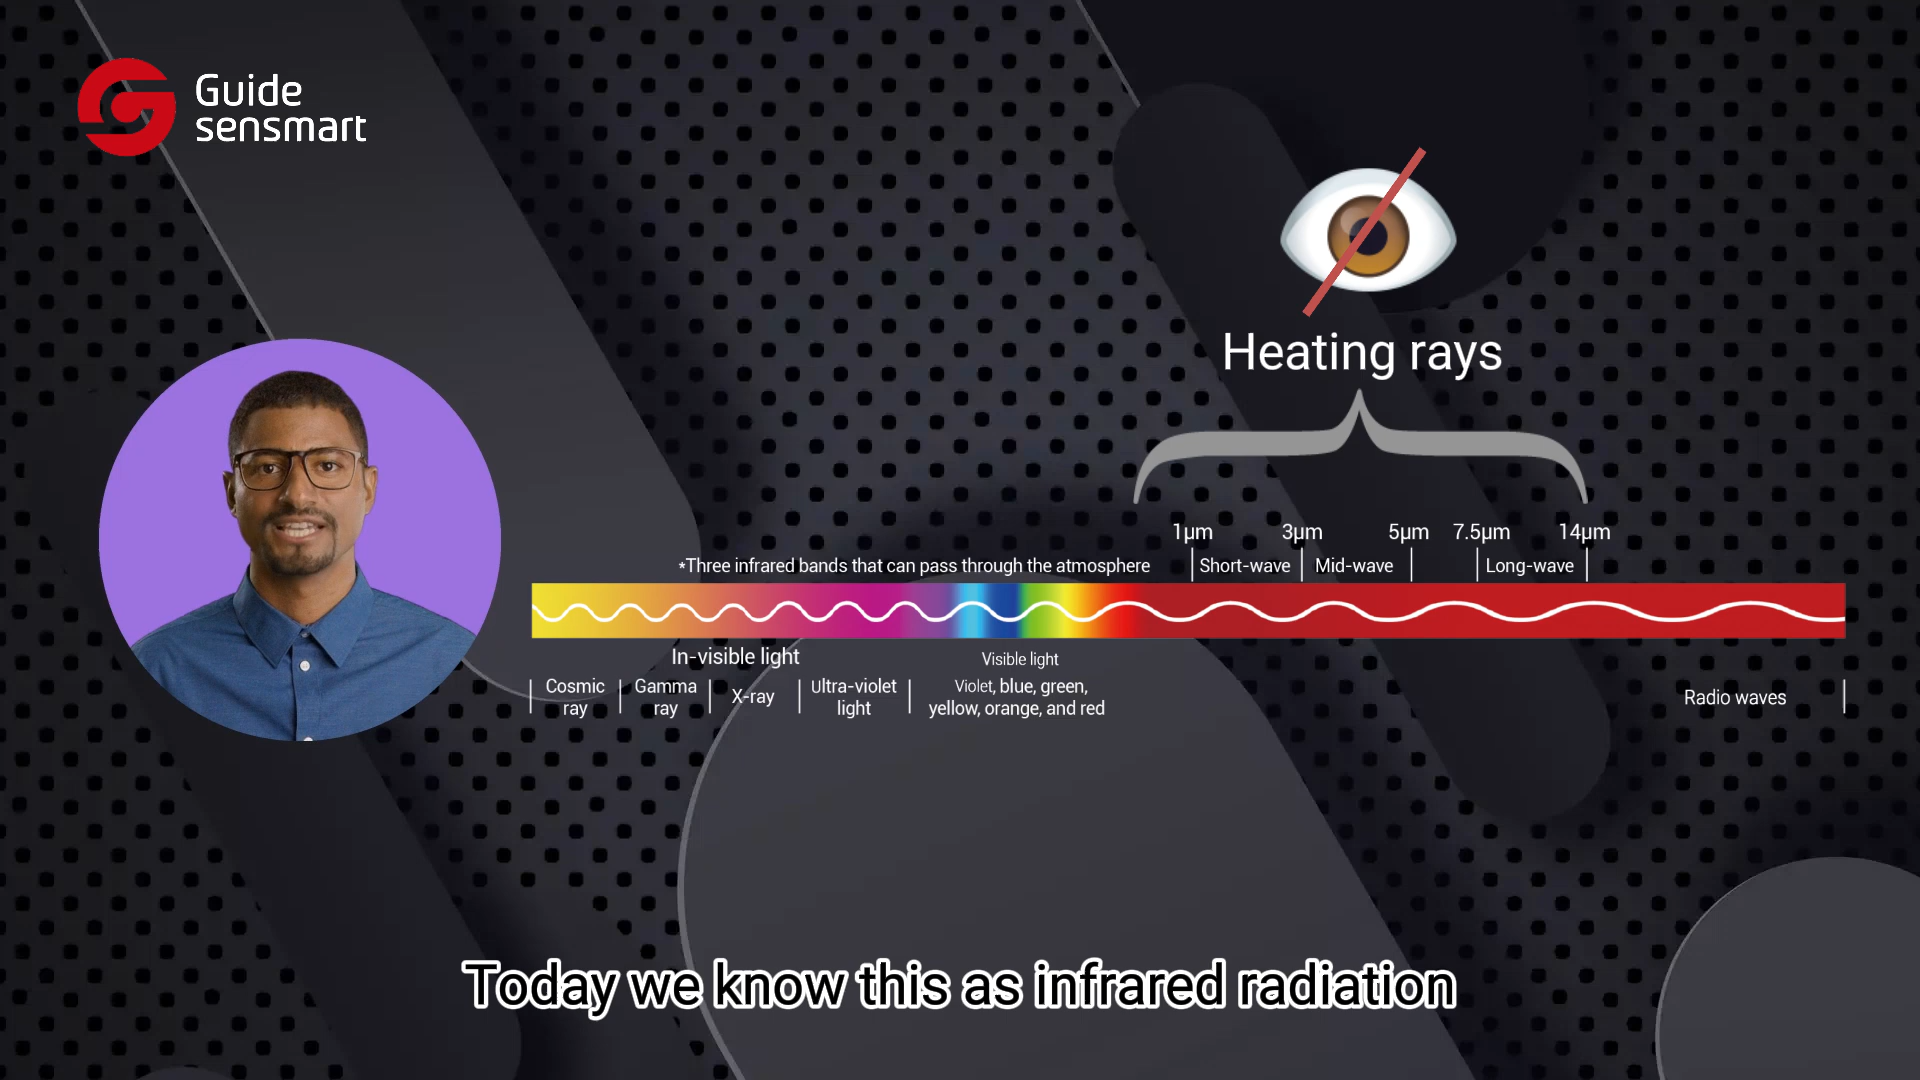 Guide
sensmart
Heating rays
1μm 3μm 5μm 7.5μm 14μm
*Three infrared bands that can pass through the atmosphere Short-wave Mid-wave Long-wave
In-visible light Visible light
Cosmic ray Gamma ray X-ray Ultra-violet light Violet, blue, green,
yellow, orange, and red Radio waves
Today we know this as infrared radiation